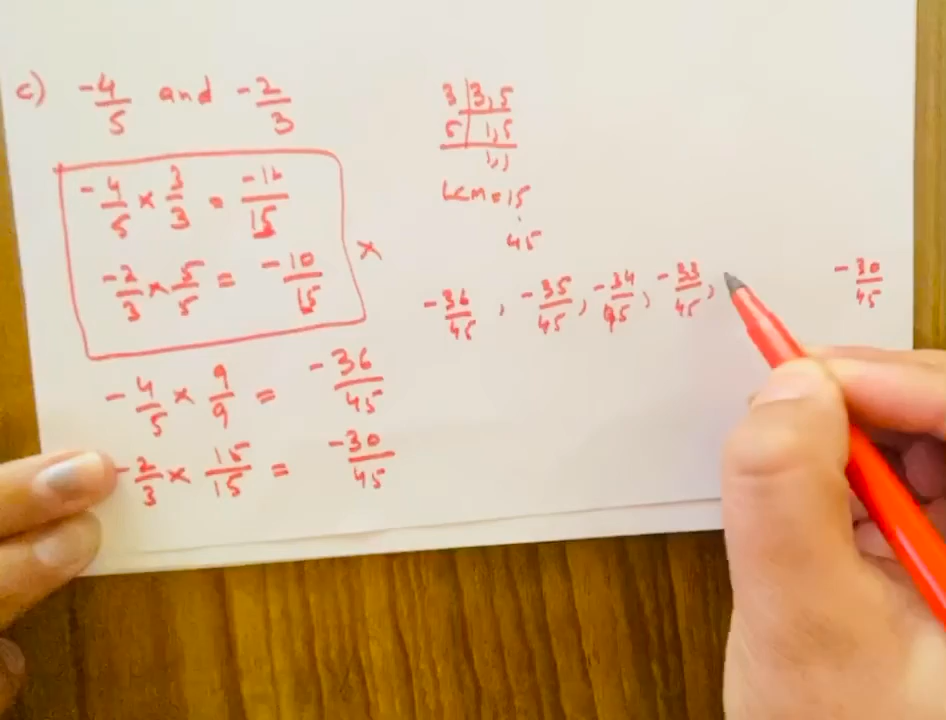 c) -4/5 and -2/3
-4/5 × 3/3 = -12/15
-2/3 × 5/5 = -10/15
×
-4/5 × 9/9 = -36/45
-2/3 × 15/15 = -30/45
3 | 3, 5
5 | 1, 5
1, 1
LCM = 15
45
-36/45, -35/45, -34/45, -33/45, -30/45